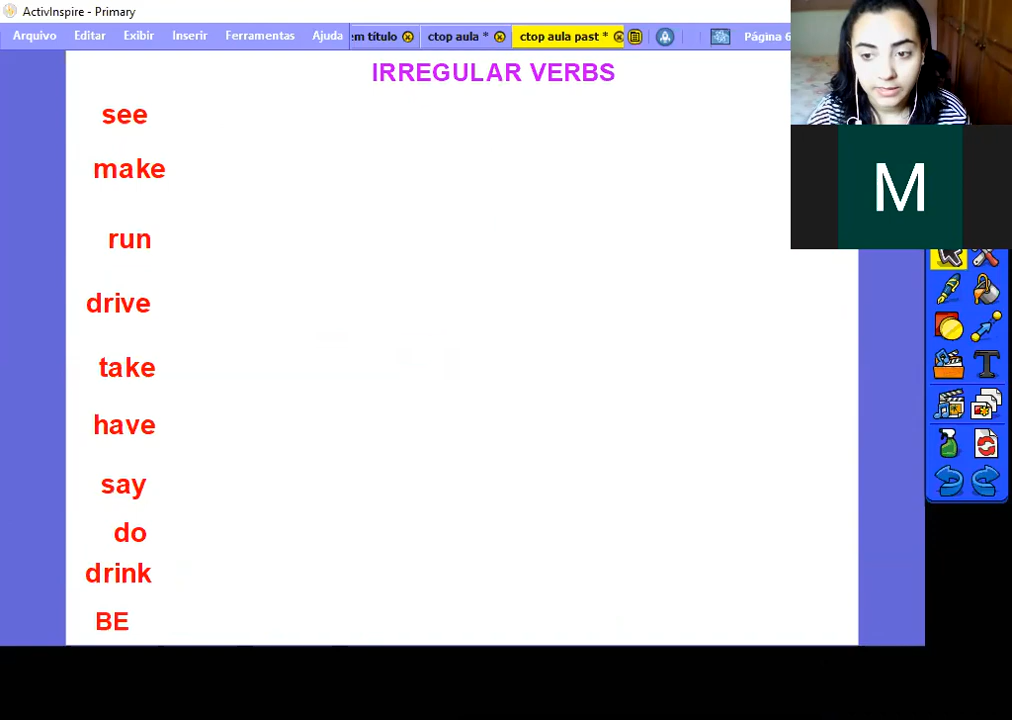 ActivInspire - Primary
Arquivo Editar Exibir Inserir Ferramentas Ajuda em título ctop aula * ctop aula past * Página 6
IRREGULAR VERBS
see
make
run
drive
take
have
say
do
drink
BE
M
T